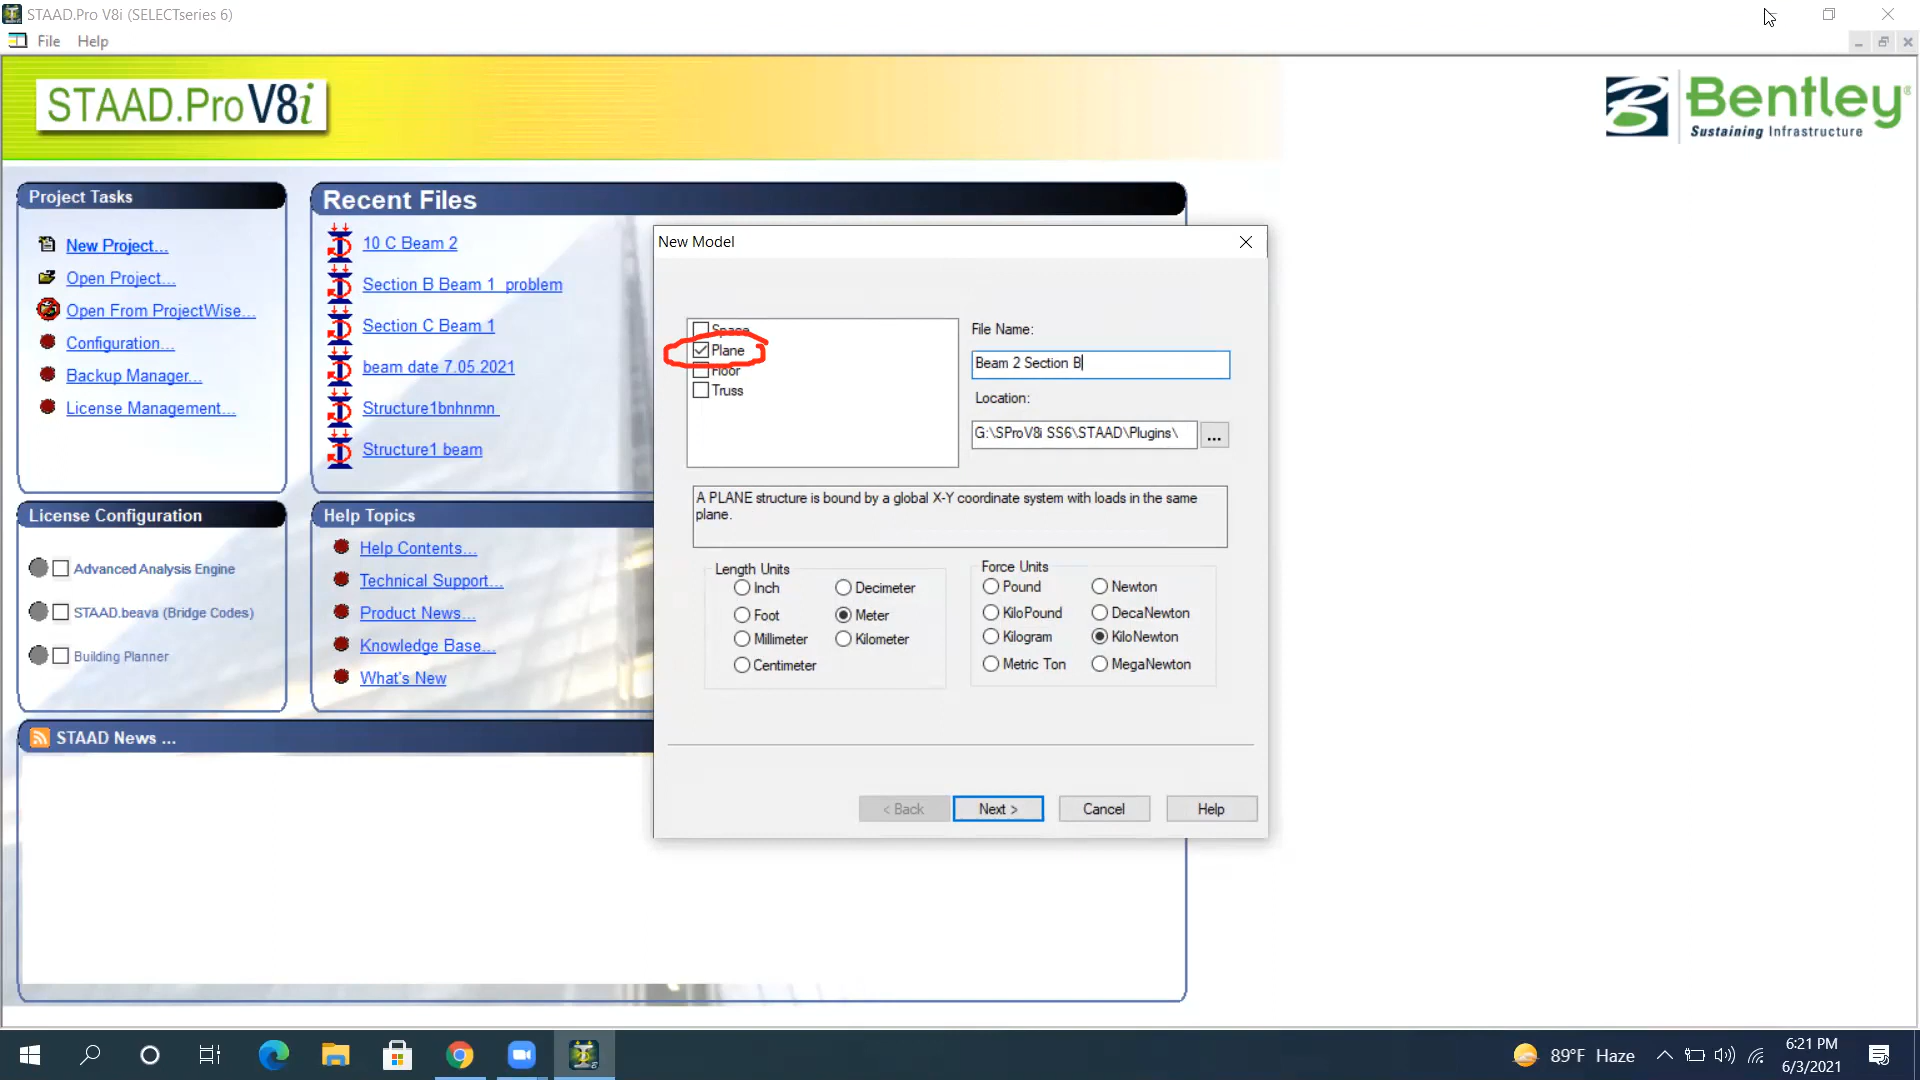 STAAD.Pro V8i (SELECTseries 6)
File Help
STAAD.Pro V8i
Bentley®
Sustaining Infrastructure
Project Tasks
New Project...
Open Project...
Open From ProjectWise...
Configuration...
Backup Manager...
License Management...
Recent Files
10 C Beam 2
Section B Beam 1_problem
Section C Beam 1
beam date 7.05.2021
Structure1bnhnmn
Structure1 beam
License Configuration
Advanced Analysis Engine
STAAD.beava (Bridge Codes)
Building Planner
Help Topics
Help Contents...
Technical Support...
Product News...
Knowledge Base...
What's New
STAAD News ...
New Model
Space
Plane
Floor
Truss
File Name:
Beam 2 Section B
Location:
G:\SProV8i SS6\STAAD\Plugins\
...
A PLANE structure is bound by a global X-Y coordinate system with loads in the same
plane.
Length Units
Inch Decimeter
Foot Meter
Millimeter Kilometer
Centimeter
Force Units
Pound Newton
KiloPound DecaNewton
Kilogram KiloNewton
Metric Ton MegaNewton
< Back Next > Cancel Help
89°F Haze
6:21 PM
6/3/2021